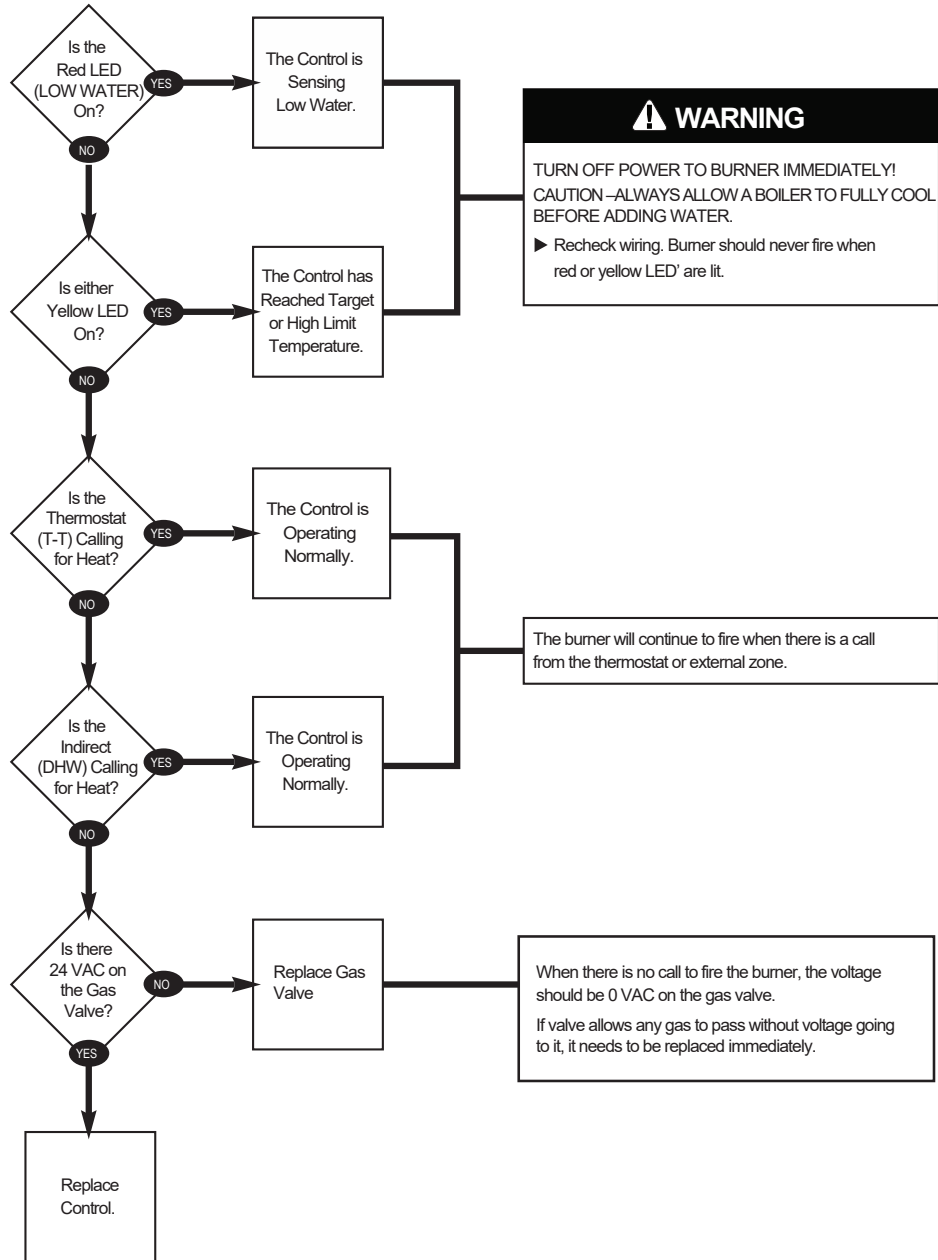 Is the
Red LED
(LOW WATER)
On?
YES
The Control is
Sensing
Low Water.
NO
WARNING
TURN OFF POWER TO BURNER IMMEDIATELY!
CAUTION –ALWAYS ALLOW A BOILER TO FULLY COOL
BEFORE ADDING WATER.
▶ Recheck wiring. Burner should never fire when
red or yellow LED' are lit.
Is either
Yellow LED
On?
YES
The Control has
Reached Target
or High Limit
Temperature.
NO
Is the
Thermostat
(T-T) Calling
for Heat?
YES
The Control is
Operating
Normally.
NO
The burner will continue to fire when there is a call
from the thermostat or external zone.
Is the
Indirect
(DHW) Calling
for Heat?
YES
The Control is
Operating
Normally.
NO
Is there
24 VAC on
the Gas
Valve?
NO
Replace Gas
Valve
When there is no call to fire the burner, the voltage
should be 0 VAC on the gas valve.
If valve allows any gas to pass without voltage going
to it, it needs to be replaced immediately.
YES
Replace
Control.